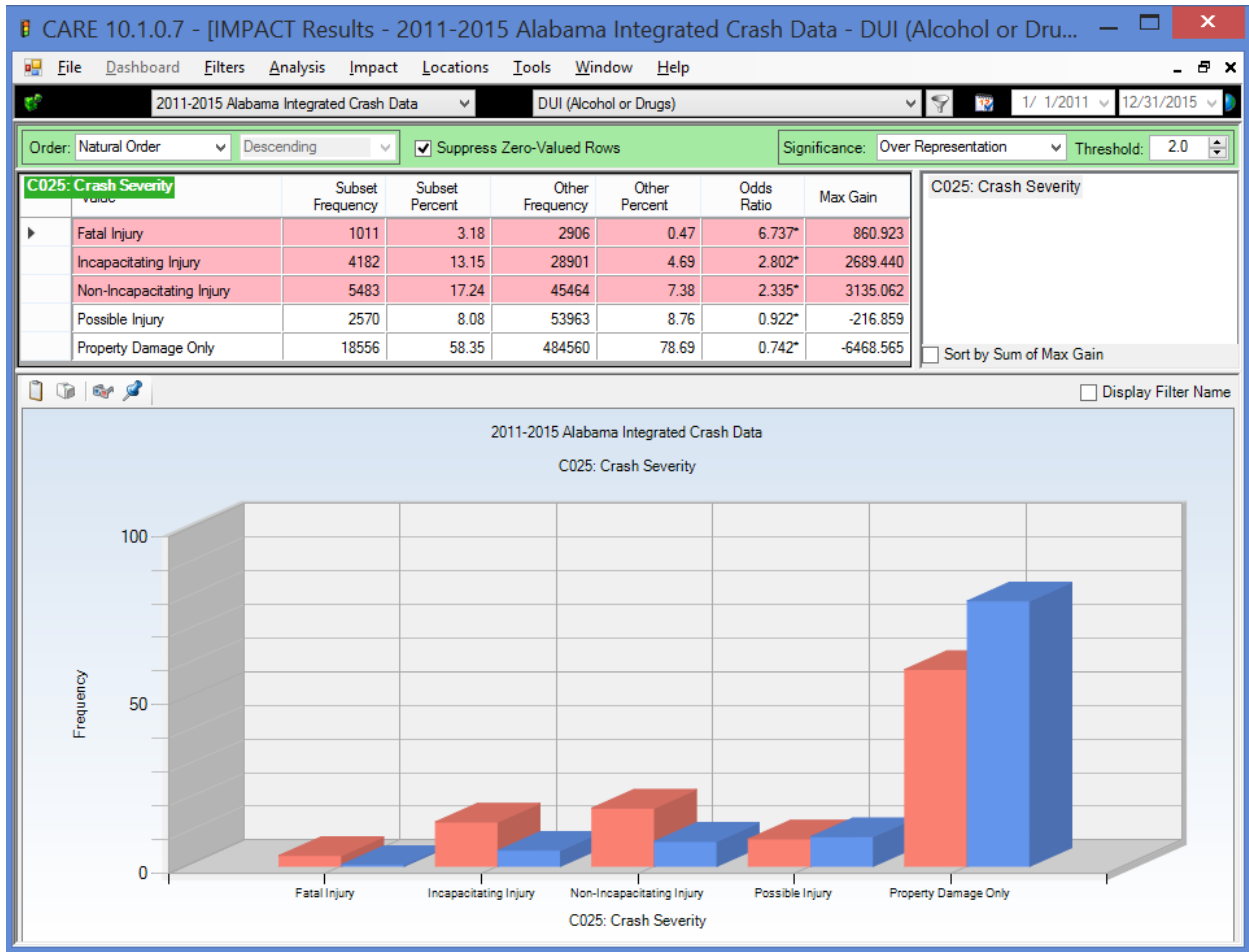 CARE 10.1.0.7 - [IMPACT Results - 2011-2015 Alabama Integrated Crash Data - DUI (Alcohol or Dru...
File Dashboard Filters Analysis Impact Locations Tools Window Help
2011-2015 Alabama Integrated Crash Data DUI (Alcohol or Drugs) 1/ 1/2011 12/31/2015
Order: Natural Order Descending Suppress Zero-Valued Rows Significance: Over Representation Threshold: 2.0
C025: Crash Severity Subset Frequency Subset Percent Other Frequency Other Percent Odds Ratio Max Gain C025: Crash Severity
Fatal Injury 1011 3.18 2906 0.47 6.737* 860.923
Incapacitating Injury 4182 13.15 28901 4.69 2.802* 2689.440
Non-Incapacitating Injury 5483 17.24 45464 7.38 2.335* 3135.062
Possible Injury 2570 8.08 53963 8.76 0.922* -216.859
Property Damage Only 18556 58.35 484560 78.69 0.742* -6468.565
Sort by Sum of Max Gain
Display Filter Name
2011-2015 Alabama Integrated Crash Data
C025: Crash Severity
100
50
0
Frequency
Fatal Injury Incapacitating Injury Non-Incapacitating Injury Possible Injury Property Damage Only
C025: Crash Severity